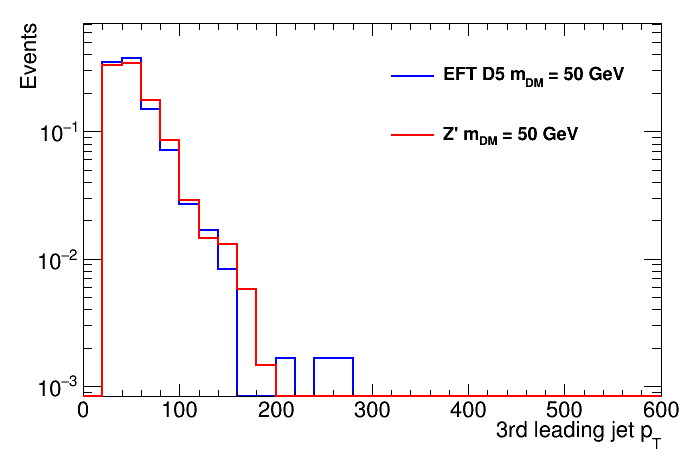 Events
EFT D5 m_DM = 50 GeV
Z' m_DM = 50 GeV
10^−1
10^−2
10^−3
0 100 200 300 400 500 600
3rd leading jet p_T